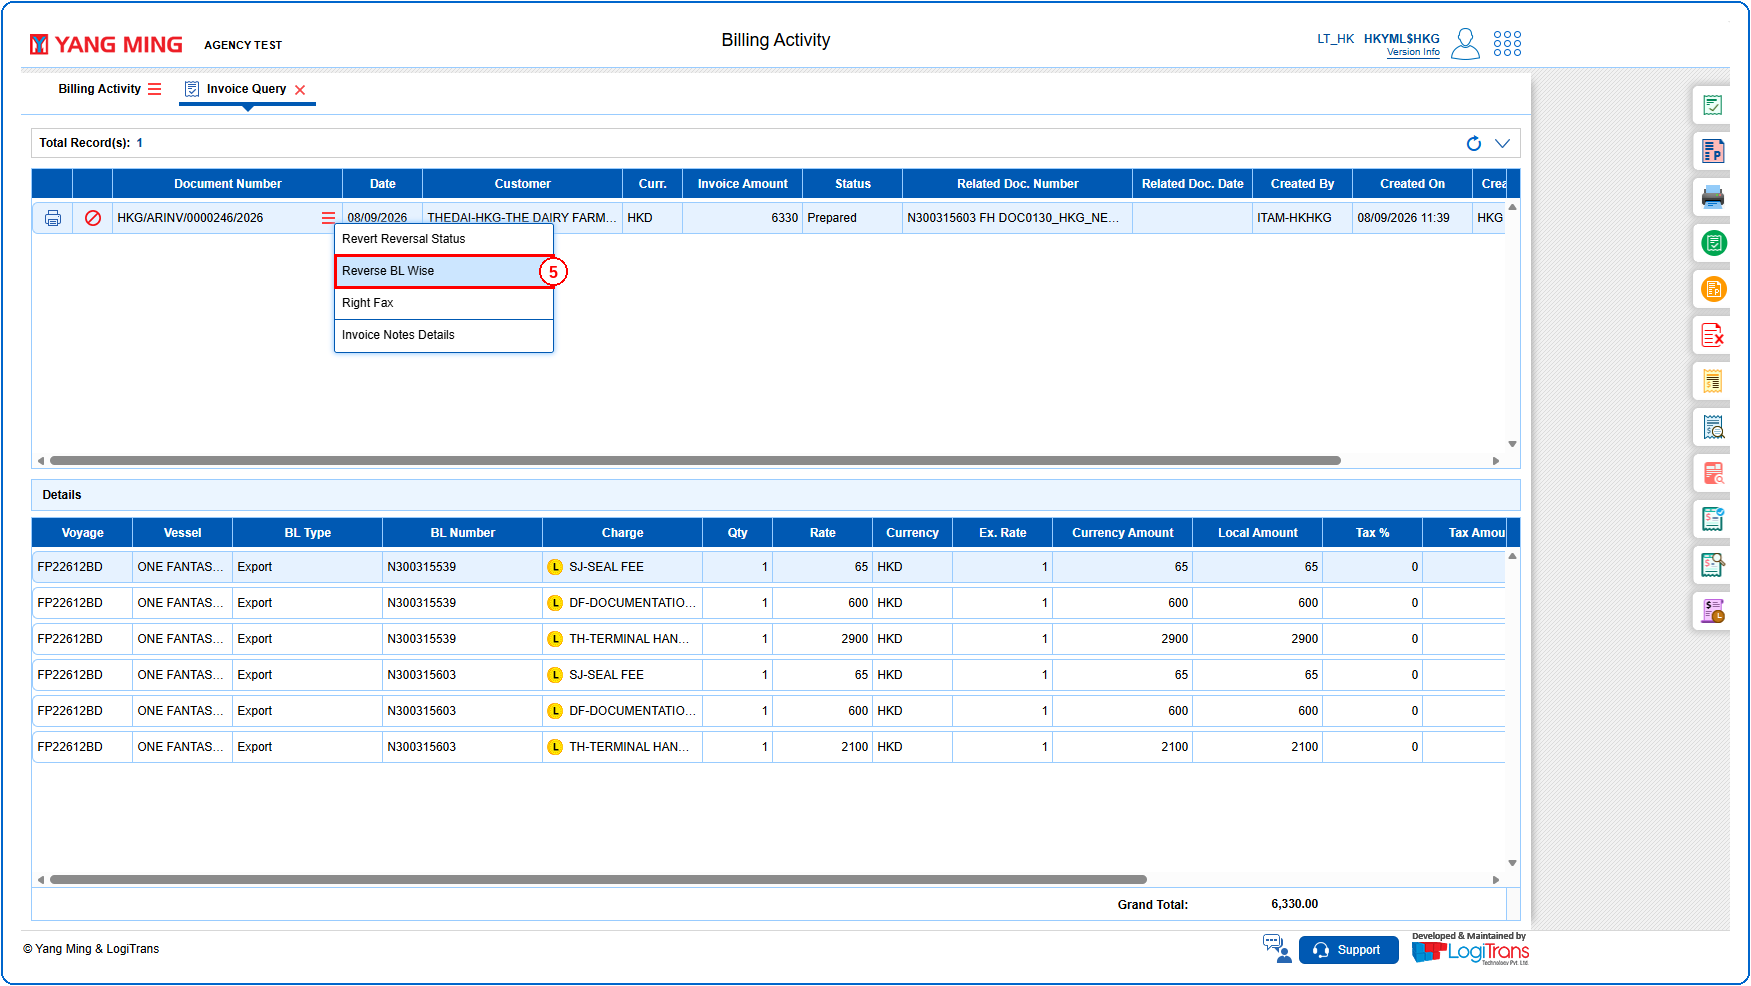 YANG MING AGENCY TEST
Billing Activity
LT_HK HKYML$HKG
Version Info
Billing Activity
Invoice Query
Total Record(s): 1
Document Number Date Customer Curr. Invoice Amount Status Related Doc. Number Related Doc. Date Created By Created On Crea
HKG/ARINV/0000246/2026 08/09/2026 THEDAI-HKG-THE DAIRY FARM... HKD 6330 Prepared N300315603 FH DOC0130_HKG_NE... ITAM-HKHKG 08/09/2026 11:39 HKG
Revert Reversal Status
Reverse BL Wise 5
Right Fax
Invoice Notes Details
Details
Voyage Vessel BL Type BL Number Charge Qty Rate Currency Ex. Rate Currency Amount Local Amount Tax % Tax Amou
FP22612BD ONE FANTAS... Export N300315539 L SJ-SEAL FEE 1 65 HKD 1 65 65 0
FP22612BD ONE FANTAS... Export N300315539 L DF-DOCUMENTATIO... 1 600 HKD 1 600 600 0
FP22612BD ONE FANTAS... Export N300315539 L TH-TERMINAL HAN... 1 2900 HKD 1 2900 2900 0
FP22612BD ONE FANTAS... Export N300315603 L SJ-SEAL FEE 1 65 HKD 1 65 65 0
FP22612BD ONE FANTAS... Export N300315603 L DF-DOCUMENTATIO... 1 600 HKD 1 600 600 0
FP22612BD ONE FANTAS... Export N300315603 L TH-TERMINAL HAN... 1 2100 HKD 1 2100 2100 0
Grand Total: 6,330.00
© Yang Ming & LogiTrans
Support
Developed & Maintained by
LogiTrans
Technology Pvt. Ltd.